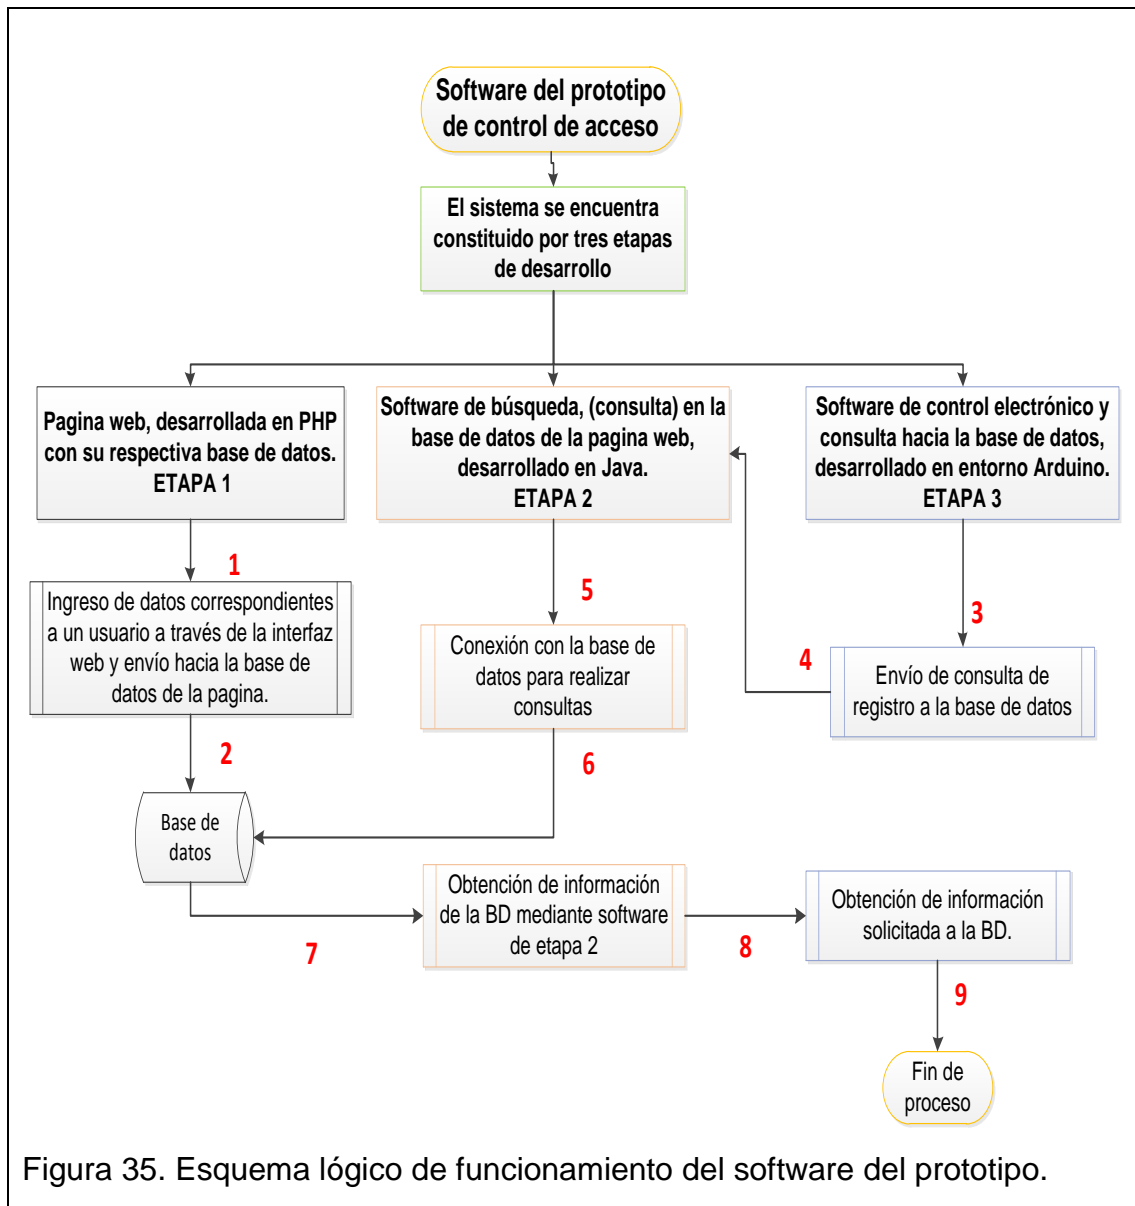 Software del prototipo
de control de acceso
El sistema se encuentra
constituido por tres etapas
de desarrollo
Pagina web, desarrollada en PHP
con su respectiva base de datos.
ETAPA 1
Software de búsqueda, (consulta) en la
base de datos de la pagina web,
desarrollado en Java.
ETAPA 2
Software de control electrónico y
consulta hacia la base de datos,
desarrollado en entorno Arduino.
ETAPA 3
1
5
3
Ingreso de datos correspondientes
a un usuario a través de la interfaz
web y envío hacia la base de
datos de la pagina.
Conexión con la base de
datos para realizar
consultas
4
Envío de consulta de
registro a la base de datos
2
6
Base de
datos
7
Obtención de información
de la BD mediante software
de etapa 2
8
Obtención de información
solicitada a la BD.
9
Fin de
proceso
Figura 35. Esquema lógico de funcionamiento del software del prototipo.